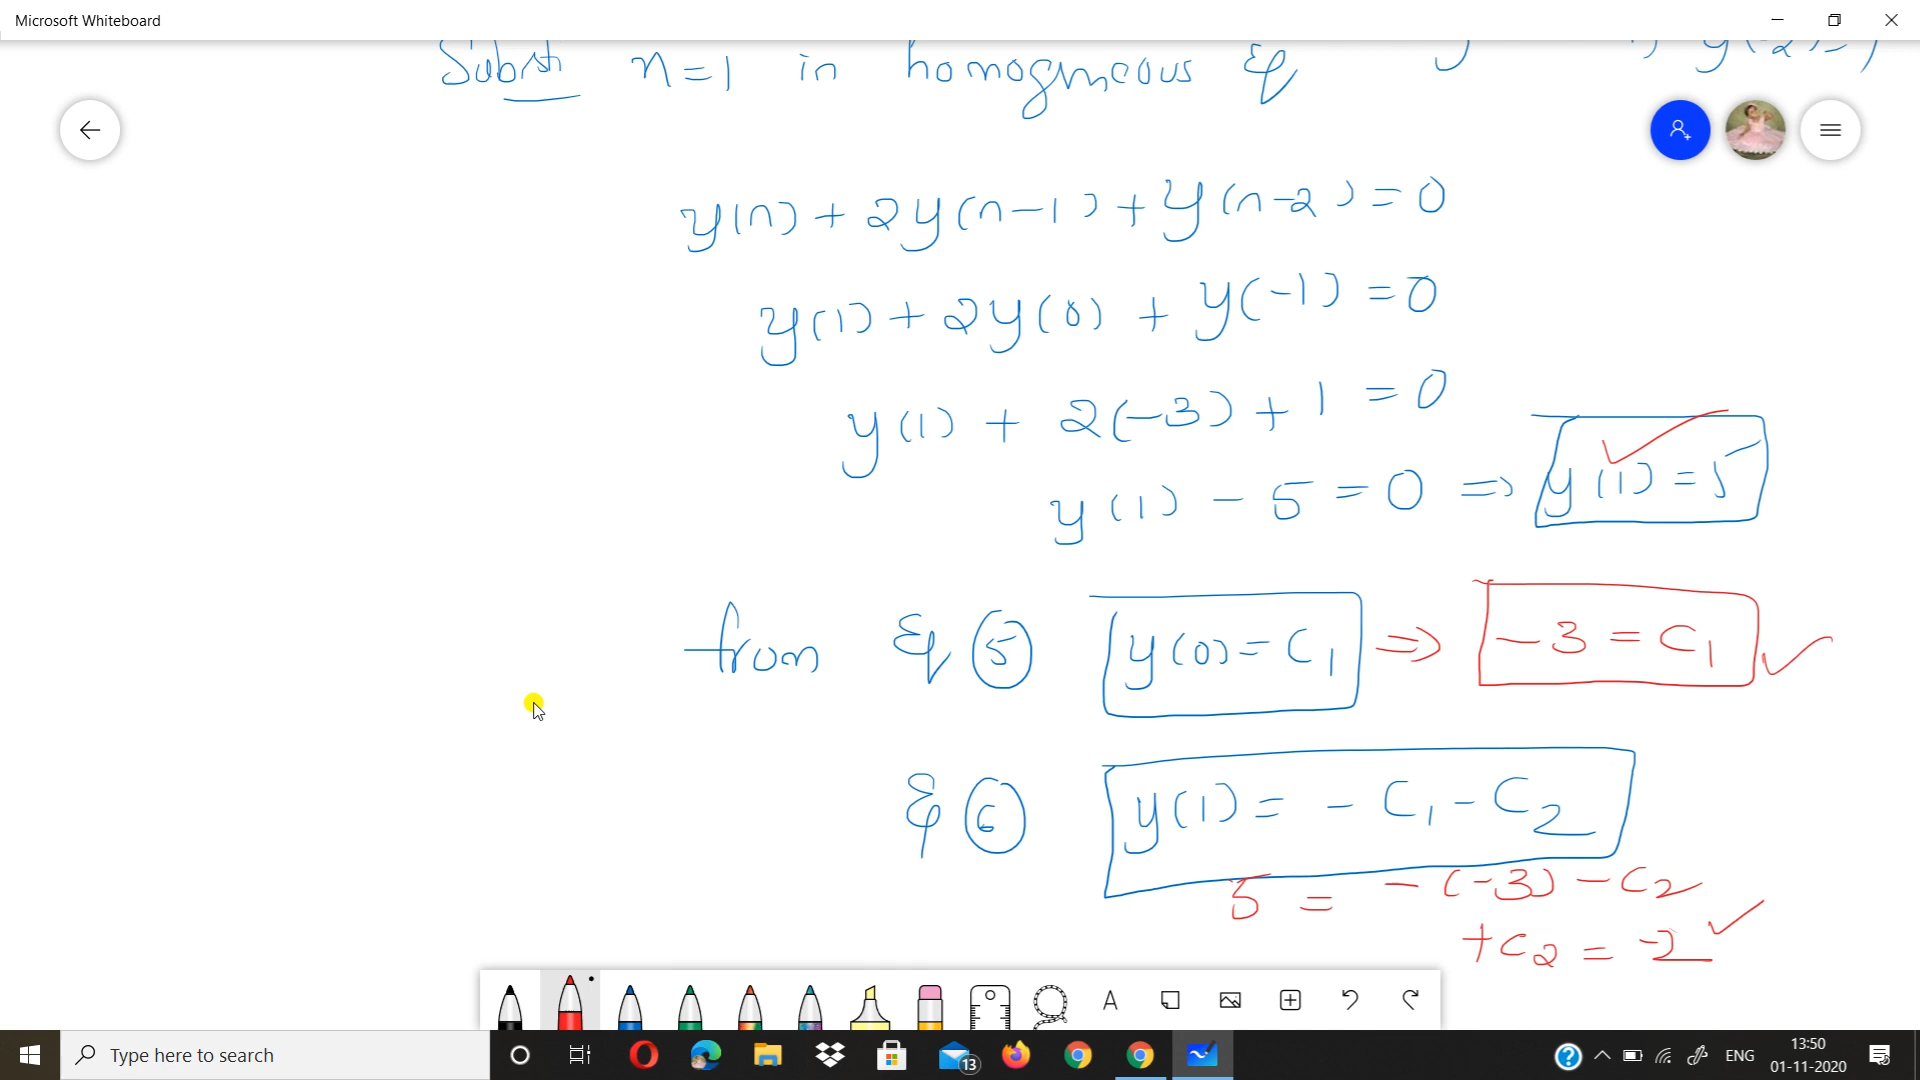 Microsoft Whiteboard
Subst n=1 in homogeneous Eq
y(n) + 2y(n-1) + y(n-2) = 0
y(1) + 2y(0) + y(-1) = 0
y(1) + 2(-3) + 1 = 0
y(1) - 5 = 0 ⇒ y(1) = 5
from Eq 5 y(0) = C1 ⇒ -3 = C1
Eq 6 y(1) = - C1 - C2
5 = -(-3) - C2
+C2 = -2
A
Type here to search
13
ENG
13:50
01-11-2020